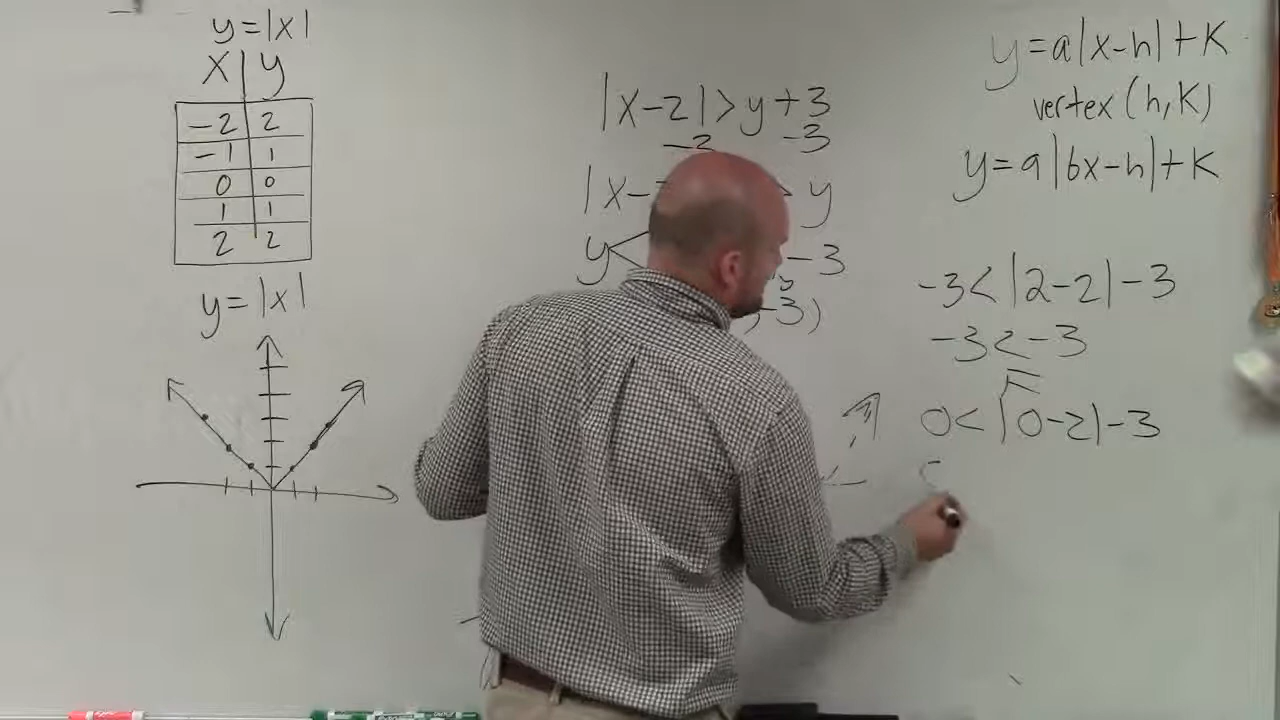 y=|x|
x y
-2 2
-1 1
0 0
1 1
2 2
y=|x|
|x-2|>y+3
-3
|x- y
y< -3
-3)
y=a|x-h|+k
vertex (h,k)
y=a|bx-h|+k
-3<|2-2|-3
-3<-3
0<|0-2|-3